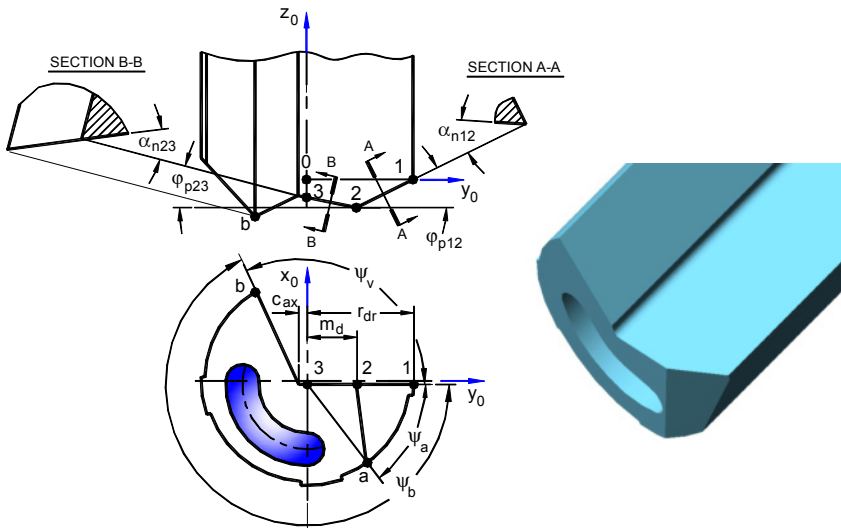 z₀
SECTION B-B
SECTION A-A
αn23
αn12
A
0
B
1
φp23
3
2
y₀
b
B
A
φp12
x₀
b
ψv
cax
rdr
md
3
2
1
y₀
ψa
a
ψb